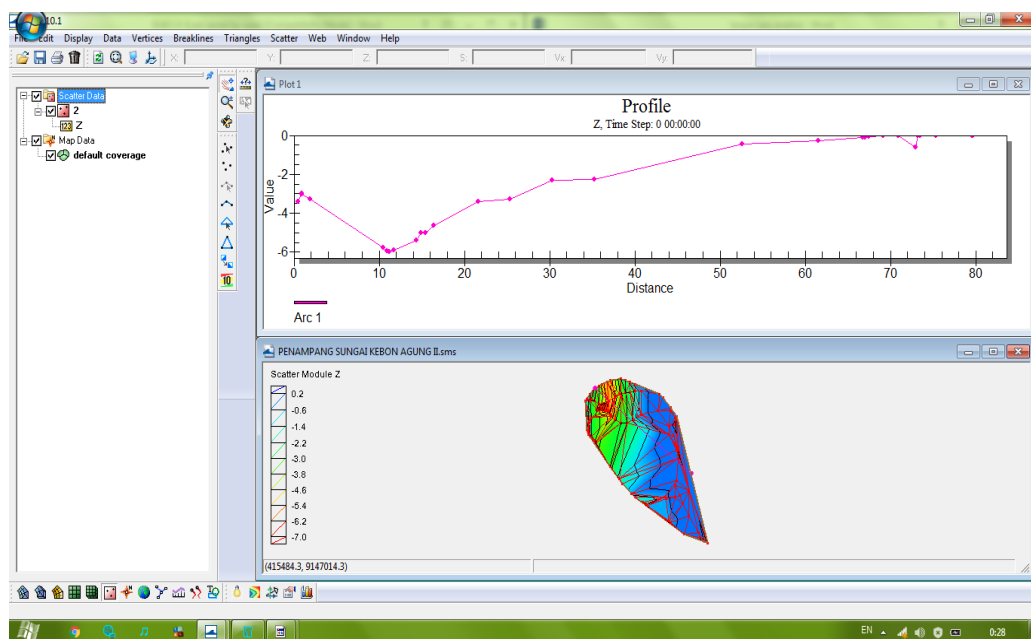 10.1
File Edit Display Data Vertices Breaklines Triangles Scatter Web Window Help
X: Y: Z: S: Vx: Vy:
Scatter Data
2
Z
Map Data
default coverage
Plot 1
Profile
Z, Time Step: 0 00:00:00
Value
0
-2
-4
-6
0 10 20 30 40 50 60 70 80
Distance
Arc 1
PENAMPANG SUNGAI KEBON AGUNG II.sms
Scatter Module Z
0.2
-0.6
-1.4
-2.2
-3.0
-3.8
-4.6
-5.4
-6.2
-7.0
(415484.3, 9147014.3)
EN 0:28